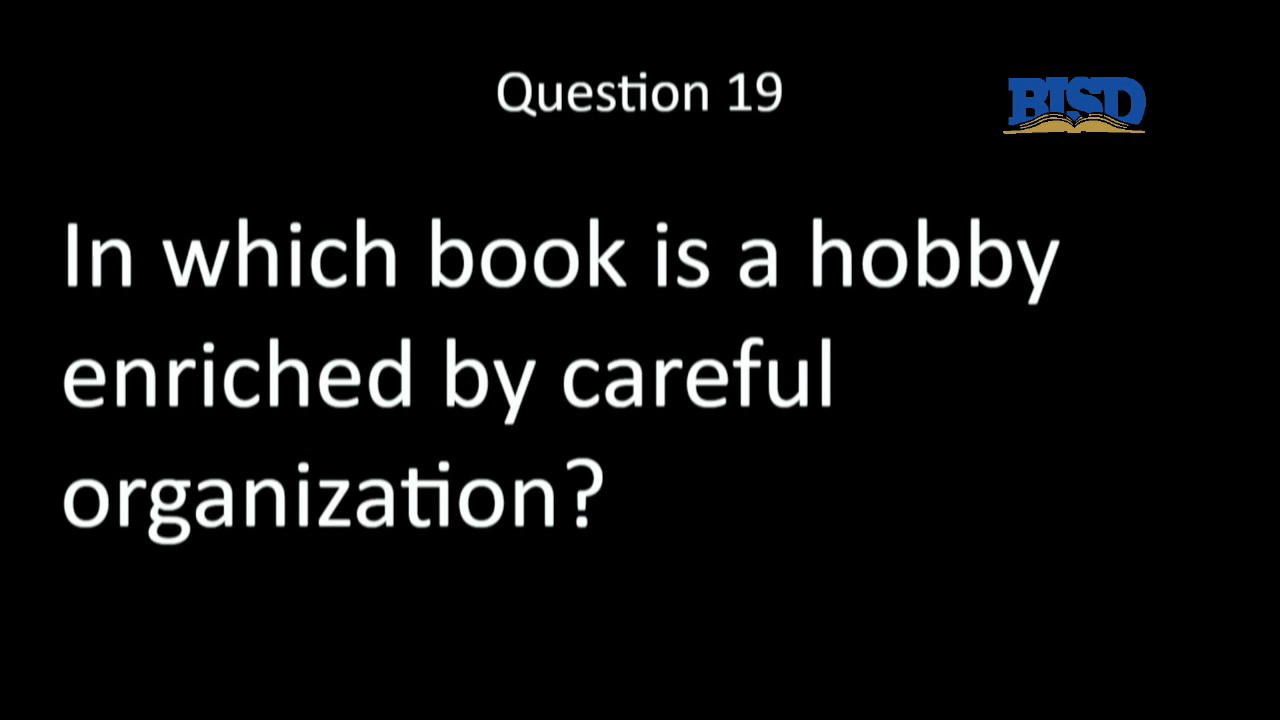 Question 19
BISD
In which book is a hobby
enriched by careful
organization?